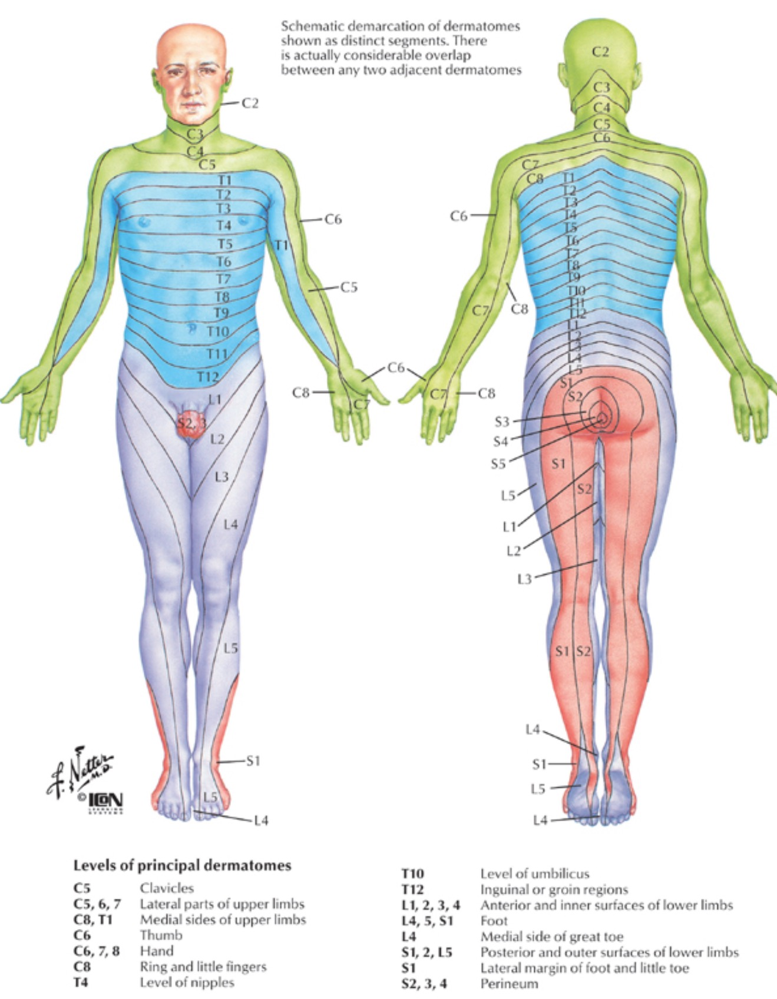 Schematic demarcation of dermatomes
shown as distinct segments. There
is actually considerable overlap
between any two adjacent dermatomes
C2
C3
C4
C5
T1
T2
T3
T4
T5
T6
T7
T8
T9
T10
T11
T12
L1
S2, 3
L2
L3
L4
L5
T1
C6
C5
C6
C8
C7
S1
L5
L4
C2
C3
C4
C5
C6
C7
C8
T1
T2
T3
T4
T5
T6
T7
T8
T9
T10
T11
T12
L1
L2
L3
L4
L5
S1
S2
C6
C7
C8
C7
C8
S3
S4
S5
S1
S2
L5
L1
L2
L3
S1
S2
L4
S1
L5
L4
F. Netter
M.D.
© ICON
LEARNING
SYSTEMS
Levels of principal dermatomes
C5 Clavicles
C5, 6, 7 Lateral parts of upper limbs
C8, T1 Medial sides of upper limbs
C6 Thumb
C6, 7, 8 Hand
C8 Ring and little fingers
T4 Level of nipples
T10 Level of umbilicus
T12 Inguinal or groin regions
L1, 2, 3, 4 Anterior and inner surfaces of lower limbs
L4, 5, S1 Foot
L4 Medial side of great toe
S1, 2, L5 Posterior and outer surfaces of lower limbs
S1 Lateral margin of foot and little toe
S2, 3, 4 Perineum